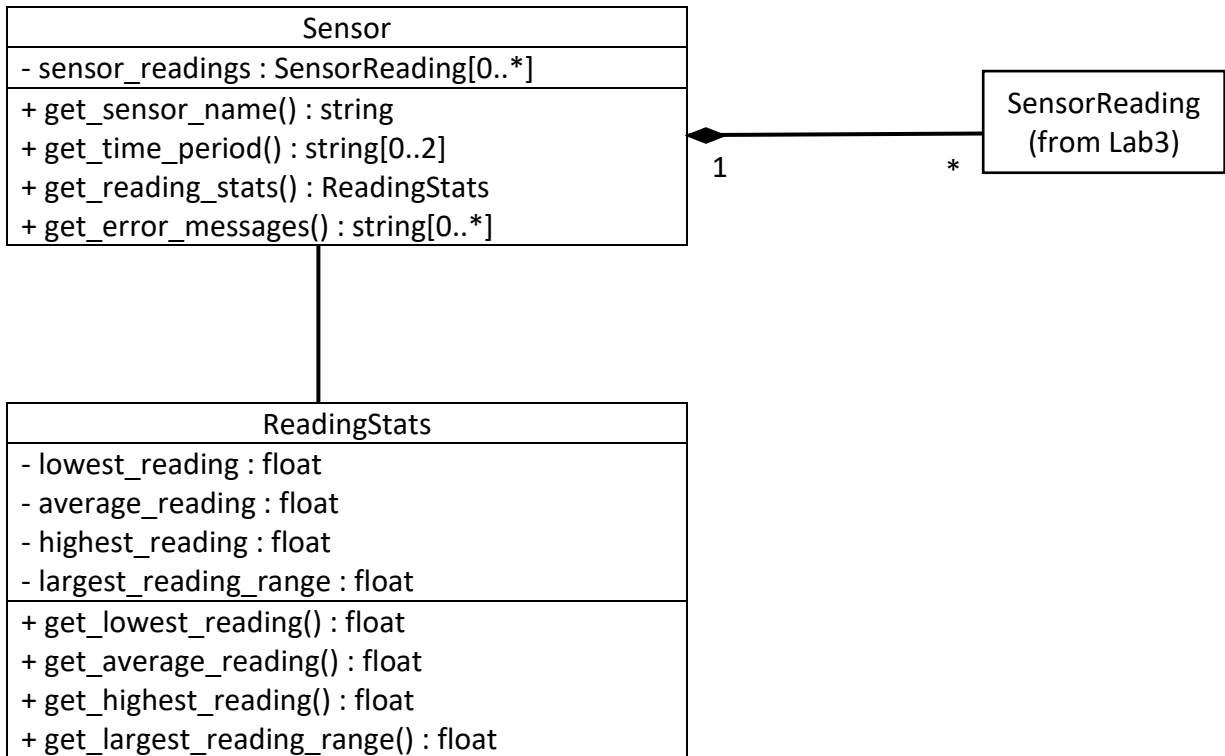 Sensor
- sensor_readings : SensorReading[0..*]
+ get_sensor_name() : string
+ get_time_period() : string[0..2]
+ get_reading_stats() : ReadingStats
+ get_error_messages() : string[0..*]
1
*
SensorReading
(from Lab3)
ReadingStats
- lowest_reading : float
- average_reading : float
- highest_reading : float
- largest_reading_range : float
+ get_lowest_reading() : float
+ get_average_reading() : float
+ get_highest_reading() : float
+ get_largest_reading_range() : float